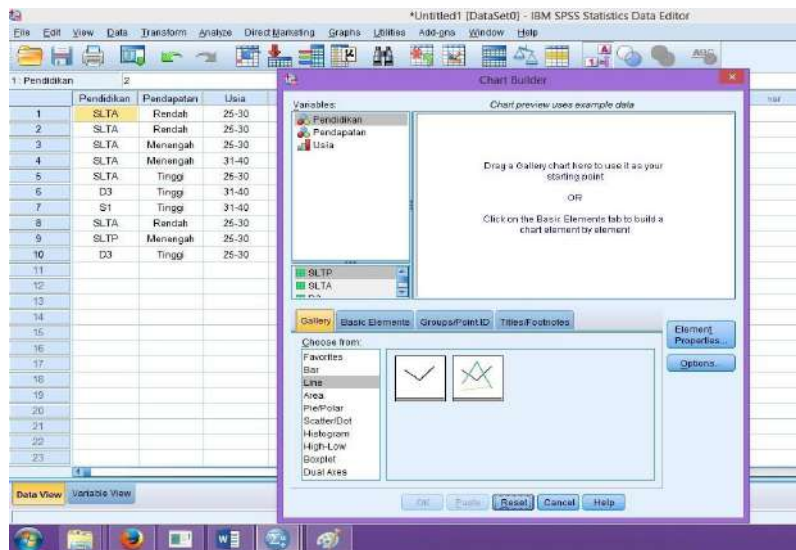 *Untitled1 [DataSet0] - IBM SPSS Statistics Data Editor
File Edit View Data Transform Analyze Direct Marketing Graphs Utilities Add-ons Window Help
1 : Pendidikan 2
Pendidikan Pendapatan Usia var
1 SLTA Rendah 25-30
2 SLTA Rendah 25-30
3 SLTA Menengah 25-30
4 SLTA Menengah 31-40
5 SLTA Tinggi 25-30
6 D3 Tinggi 31-40
7 S1 Tinggi 31-40
8 SLTA Rendah 25-30
9 SLTP Menengah 25-30
10 D3 Tinggi 25-30
11
12
13
14
15
16
17
18
19
20
21
22
23
Data View Variable View
Chart Builder
Variables:
Chart preview uses example data
Pendidikan
Pendapatan
Usia
Drag a Gallery chart here to use it as your
starting point
OR
Click on the Basic Elements tab to build a
chart element by element
SLTP
SLTA
D3
Gallery Basic Elements Groups/Point ID Titles/Footnotes
Element
Properties...
Options...
Choose from:
Favorites
Bar
Line
Area
Pie/Polar
Scatter/Dot
Histogram
High-Low
Boxplot
Dual Axes
OK Paste Reset Cancel Help